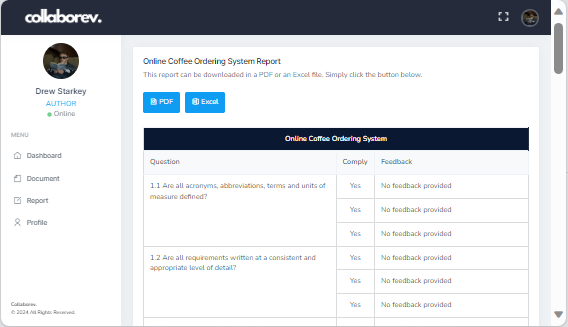 collaborev.
Drew Starkey
AUTHOR
Online
MENU
Dashboard
Document
Report
Profile
Collaborev.
© 2024 All Rights Reserved.
Online Coffee Ordering System Report
This report can be downloaded in a PDF or an Excel file. Simply click the button below.
PDF
Excel
Online Coffee Ordering System
Question Comply Feedback
1.1 Are all acronyms, abbreviations, terms and units of
measure defined?
Yes No feedback provided
Yes No feedback provided
Yes No feedback provided
1.2 Are all requirements written at a consistent and
appropriate level of detail?
Yes No feedback provided
Yes No feedback provided
Yes No feedback provided